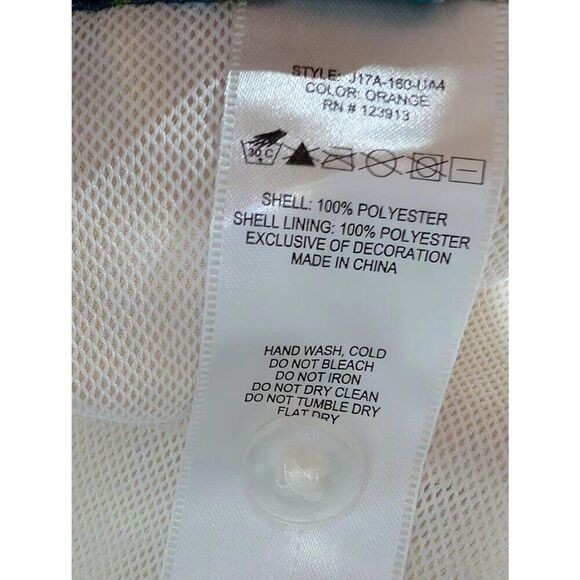 STYLE: J17A-160-UA4
COLOR: ORANGE
RN # 123913
30 C
SHELL: 100% POLYESTER
SHELL LINING: 100% POLYESTER
EXCLUSIVE OF DECORATION
MADE IN CHINA
HAND WASH, COLD
DO NOT BLEACH
DO NOT IRON
DO NOT DRY CLEAN
DO NOT TUMBLE DRY
FLAT DRY